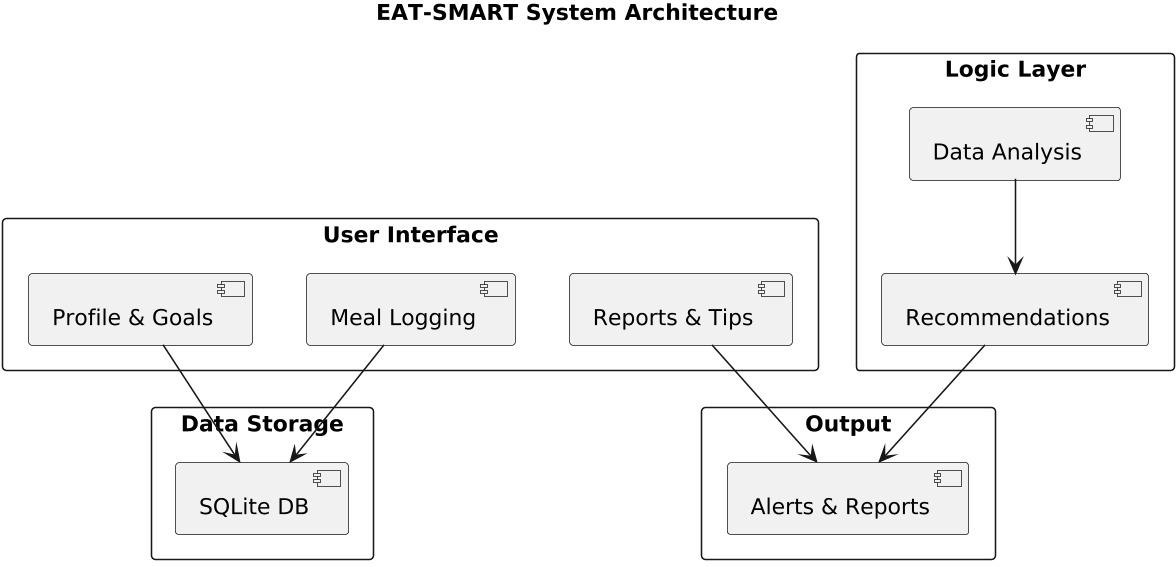 EAT-SMART System Architecture
Logic Layer
Data Analysis
User Interface
Profile & Goals
Meal Logging
Reports & Tips
Recommendations
Data Storage
SQLite DB
Output
Alerts & Reports